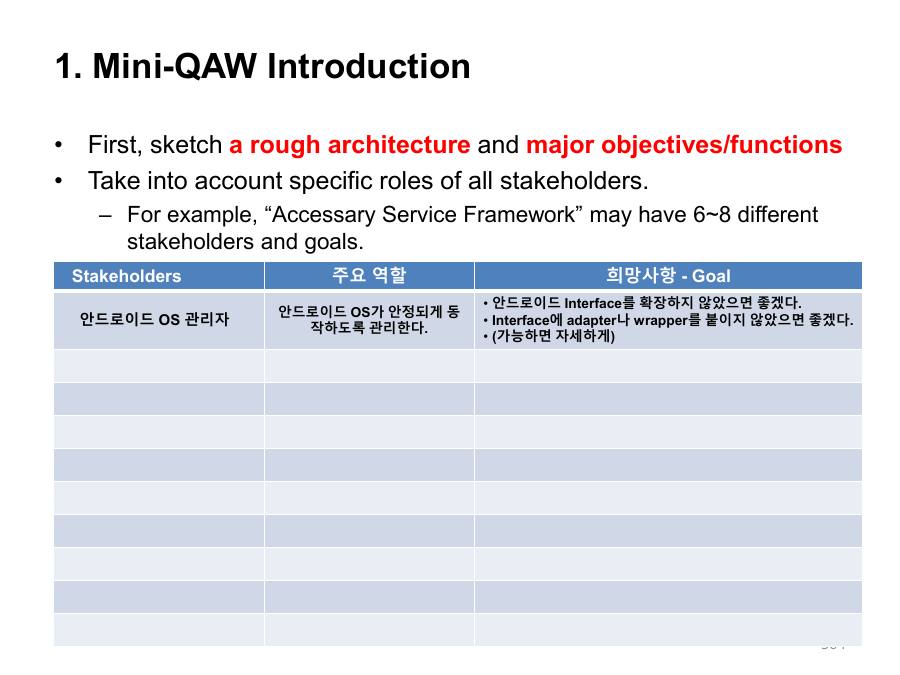 1. Mini-QAW Introduction
• First, sketch a rough architecture and major objectives/functions
• Take into account specific roles of all stakeholders.
– For example, “Accessary Service Framework” may have 6~8 different
stakeholders and goals.
Stakeholders 주요 역할 희망사항 - Goal
안드로이드 OS 관리자
안드로이드 OS가 안정되게 동
작하도록 관리한다.
• 안드로이드 Interface를 확장하지 않았으면 좋겠다.
• Interface에 adapter나 wrapper를 붙이지 않았으면 좋겠다.
• (가능하면 자세하게)